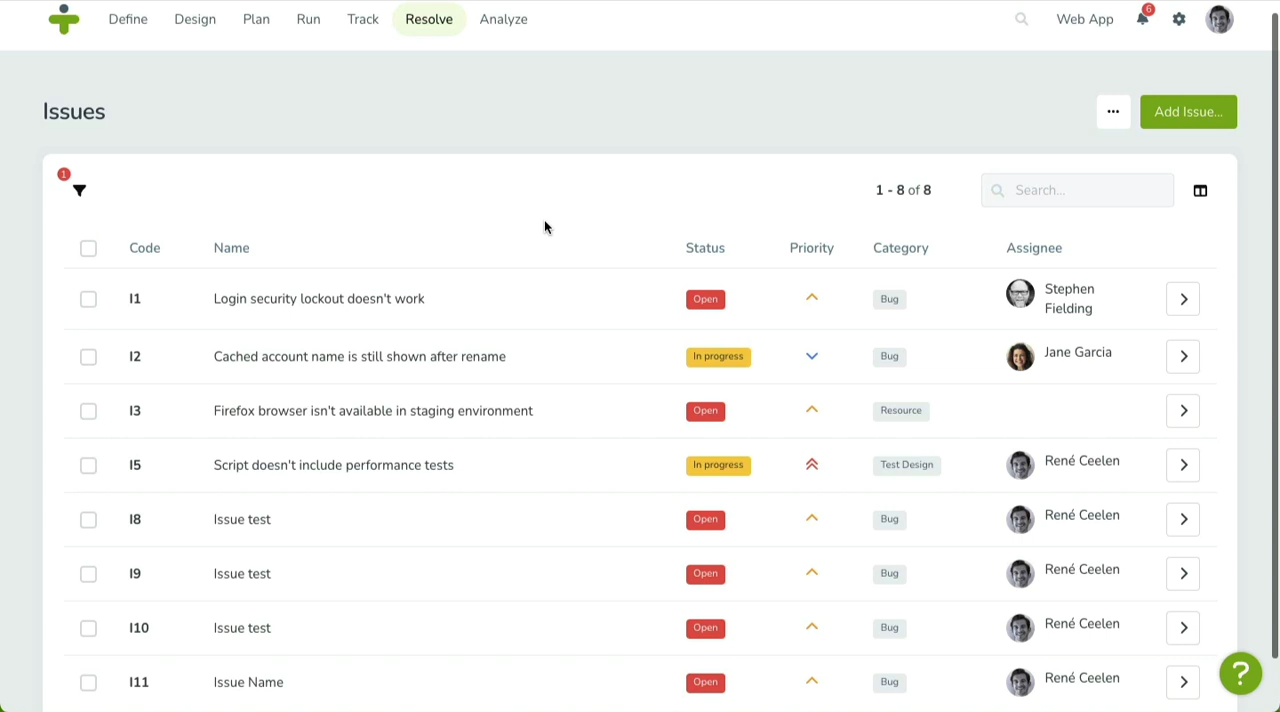 Define Design Plan Run Track Resolve Analyze Web App 6
Issues
... Add Issue...
1
1 - 8 of 8 Search...
Code Name Status Priority Category Assignee
I1 Login security lockout doesn't work Open Bug Stephen
Fielding
I2 Cached account name is still shown after rename In progress Bug Jane Garcia
I3 Firefox browser isn't available in staging environment Open Resource
I5 Script doesn't include performance tests In progress Test Design René Ceelen
I8 Issue test Open Bug René Ceelen
I9 Issue test Open Bug René Ceelen
I10 Issue test Open Bug René Ceelen
I11 Issue Name Open Bug René Ceelen
?